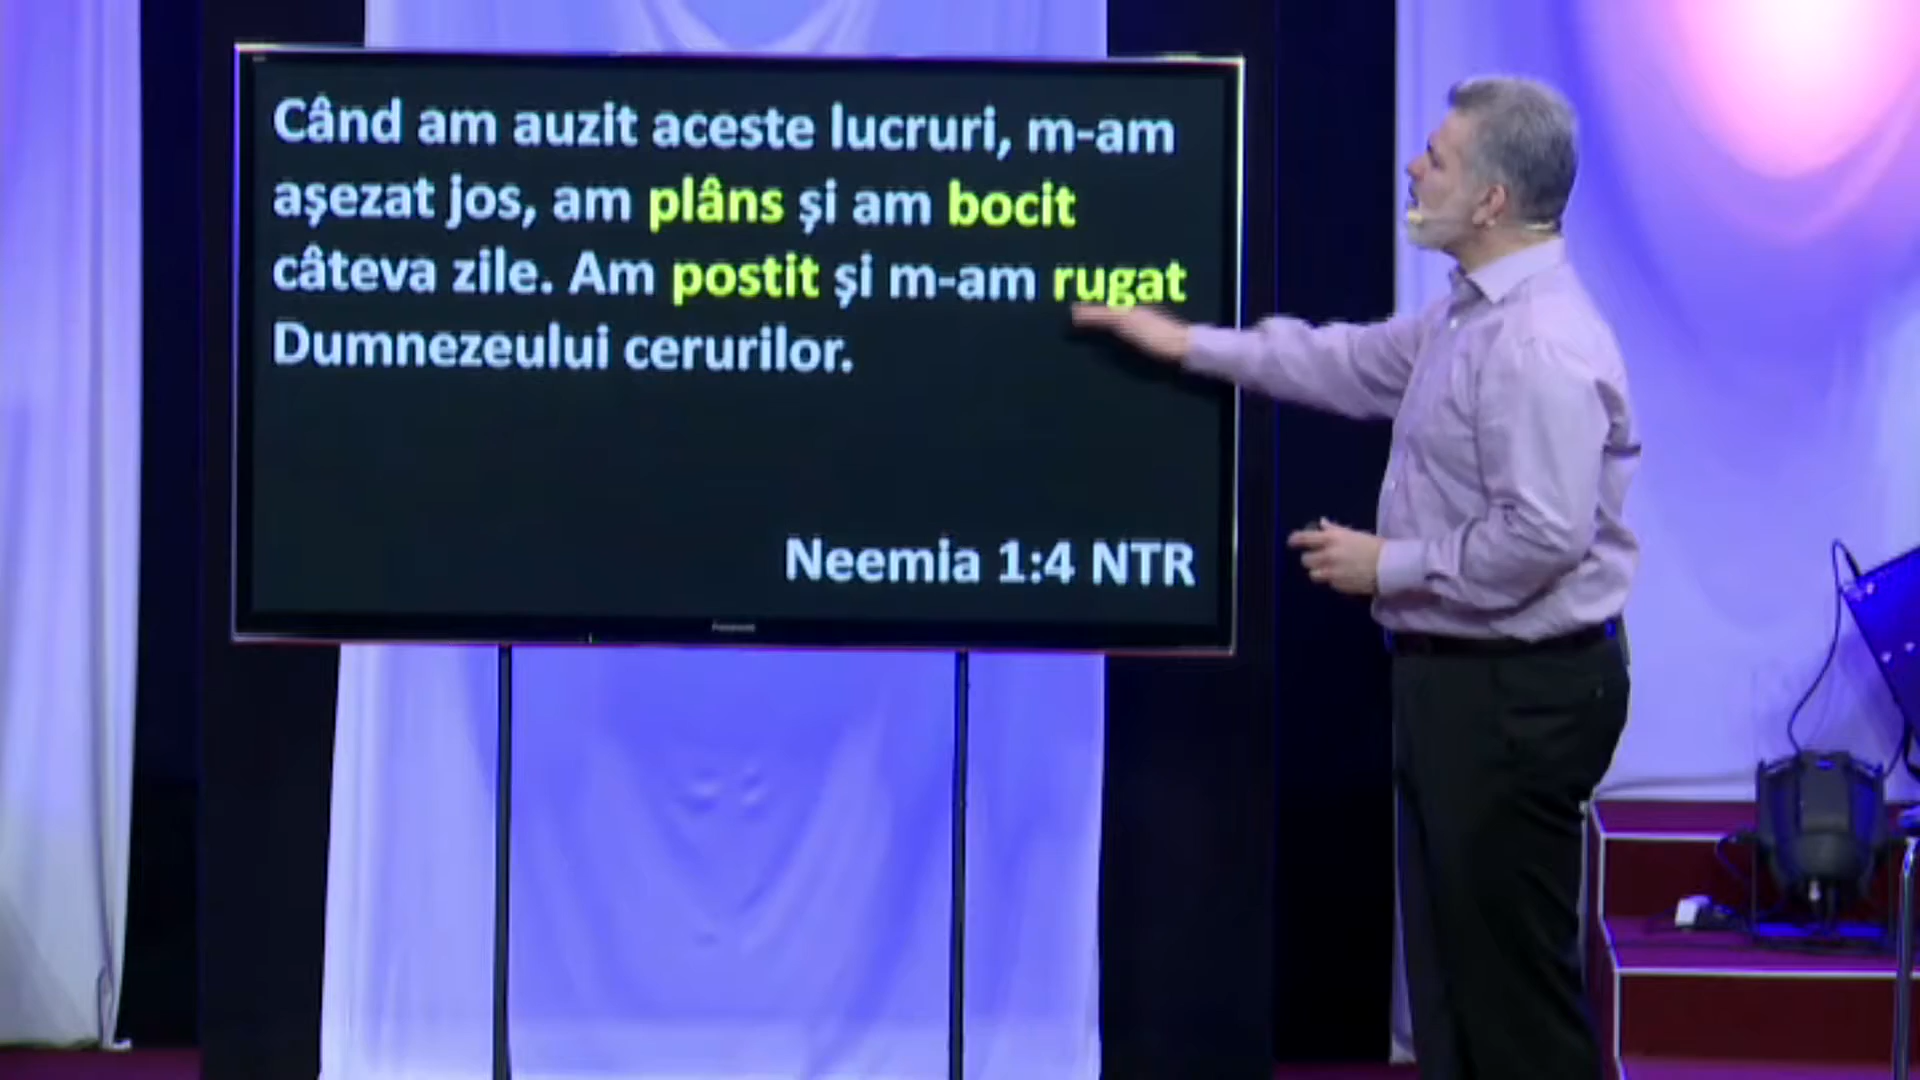 Când am auzit aceste lucruri, m-am
așezat jos, am plâns și am bocit
câteva zile. Am postit și m-am rugat
Dumnezeului cerurilor.
Neemia 1:4 NTR
Panasonic